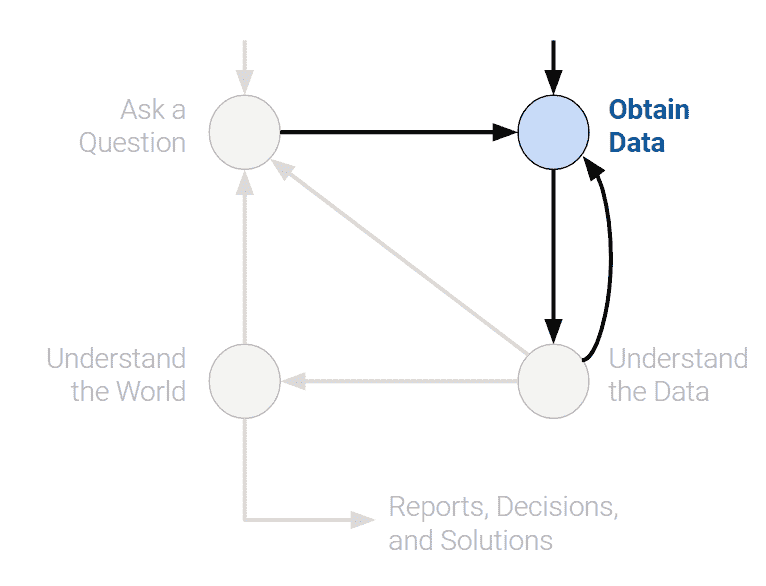 Ask a
Question
Obtain
Data
Understand
the World
Understand
the Data
Reports, Decisions,
and Solutions